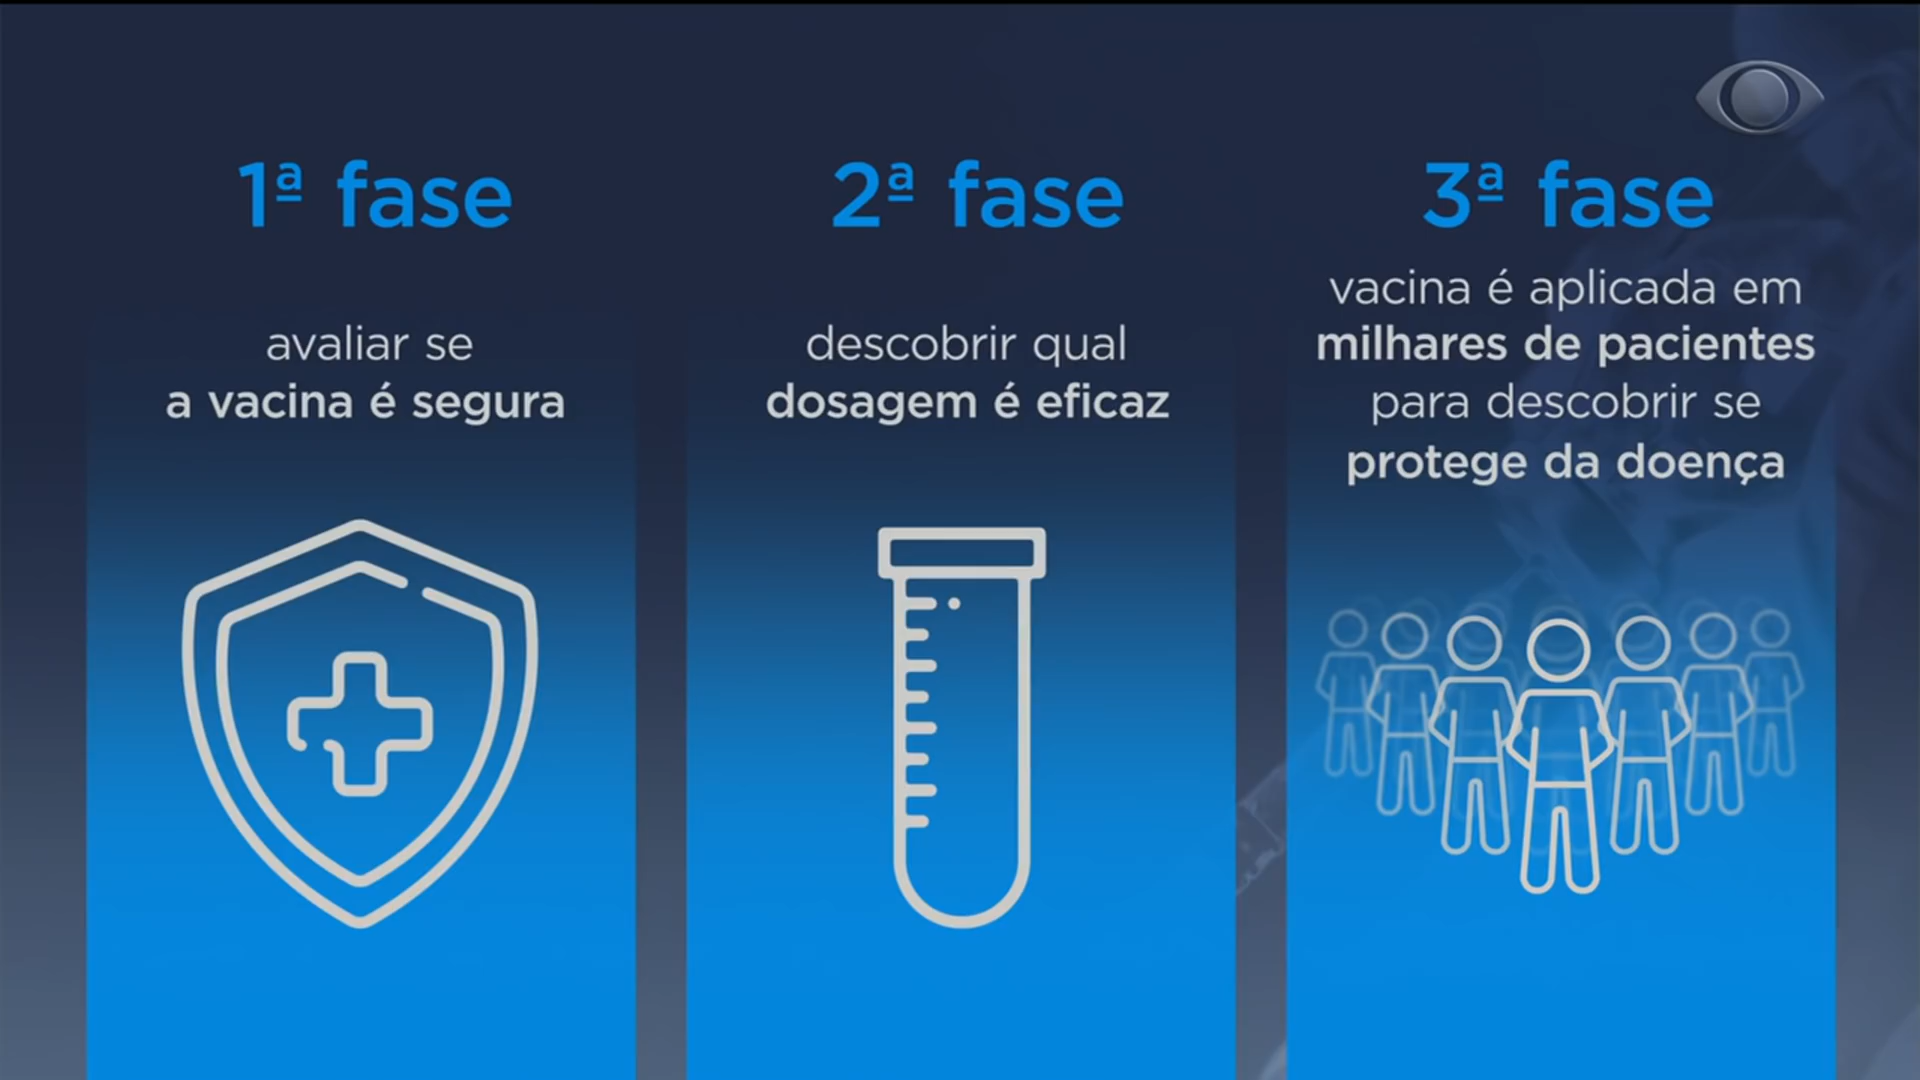 1ª fase
avaliar se
a vacina é segura
2ª fase
descobrir qual
dosagem é eficaz
3ª fase
vacina é aplicada em
milhares de pacientes
para descobrir se
protege da doença